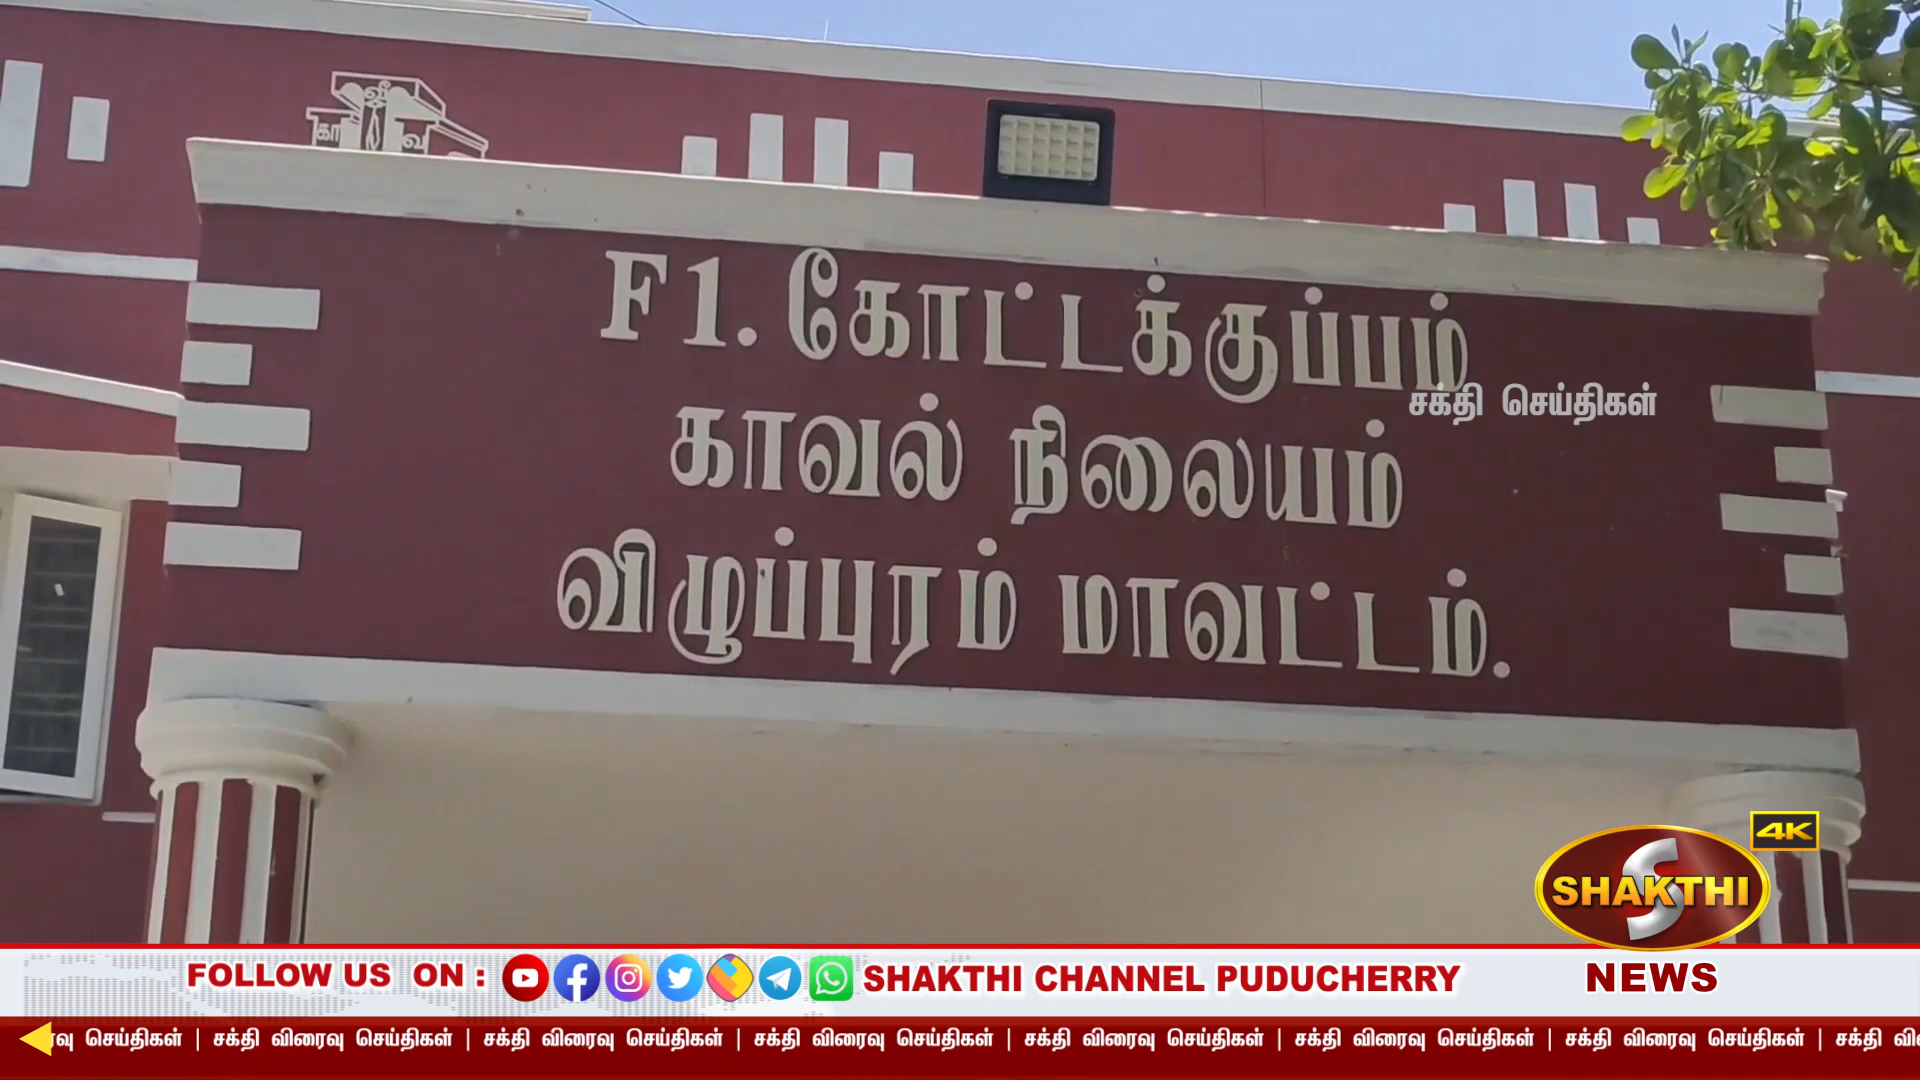 கா வீ வ
F1. கோட்டக்குப்பம்
சக்தி செய்திகள்
காவல் நிலையம்
விழுப்புரம் மாவட்டம்.
4K
SHAKTHI
NEWS
FOLLOW US ON : SHAKTHI CHANNEL PUDUCHERRY
செய்திகள் | சக்தி விரைவு செய்திகள் | சக்தி விரைவு செய்திகள் | சக்தி விரைவு செய்திகள் | சக்தி விரைவு செய்திகள் | சக்தி விரைவு செய்திகள் | சக்தி விரைவு செய்திகள் | சக்தி